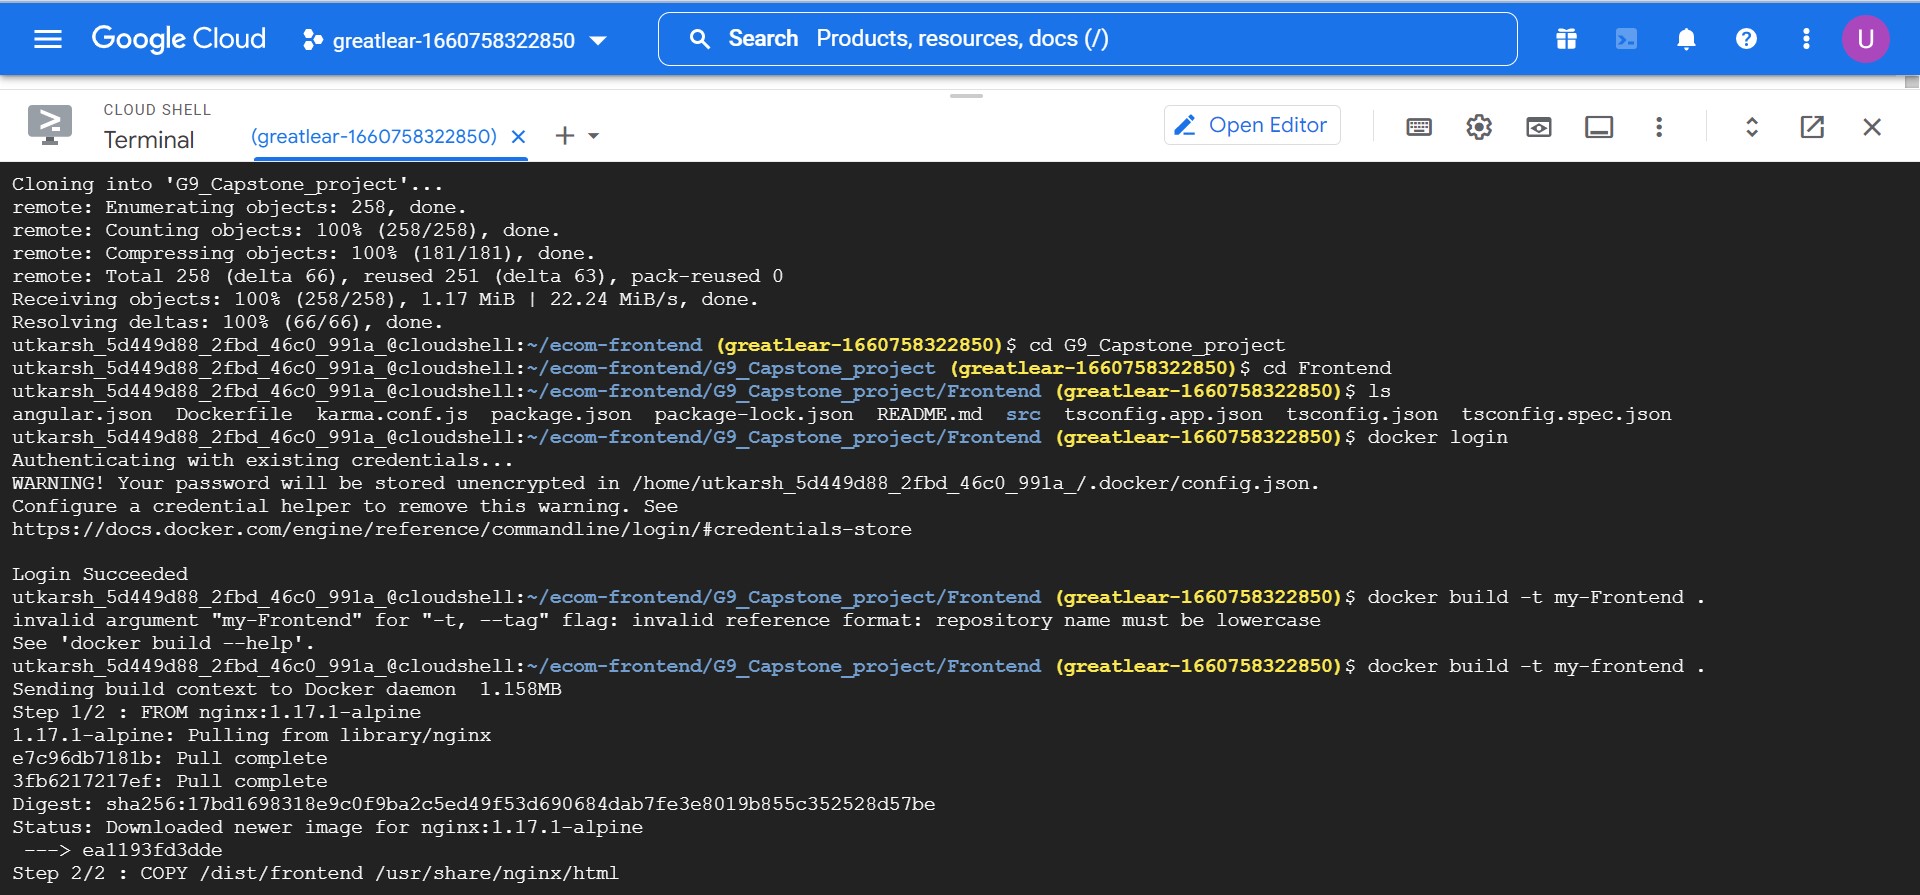 Google Cloud
greatlear-1660758322850
Search Products, resources, docs (/)
U
CLOUD SHELL
Terminal
(greatlear-1660758322850)
Open Editor
Cloning into 'G9_Capstone_project'...
remote: Enumerating objects: 258, done.
remote: Counting objects: 100% (258/258), done.
remote: Compressing objects: 100% (181/181), done.
remote: Total 258 (delta 66), reused 251 (delta 63), pack-reused 0
Receiving objects: 100% (258/258), 1.17 MiB | 22.24 MiB/s, done.
Resolving deltas: 100% (66/66), done.
utkarsh_5d449d88_2fbd_46c0_991a_@cloudshell:~/ecom-frontend (greatlear-1660758322850)$ cd G9_Capstone_project
utkarsh_5d449d88_2fbd_46c0_991a_@cloudshell:~/ecom-frontend/G9_Capstone_project (greatlear-1660758322850)$ cd Frontend
utkarsh_5d449d88_2fbd_46c0_991a_@cloudshell:~/ecom-frontend/G9_Capstone_project/Frontend (greatlear-1660758322850)$ ls
angular.json  Dockerfile  karma.conf.js  package.json  package-lock.json  README.md  src  tsconfig.app.json  tsconfig.json  tsconfig.spec.json
utkarsh_5d449d88_2fbd_46c0_991a_@cloudshell:~/ecom-frontend/G9_Capstone_project/Frontend (greatlear-1660758322850)$ docker login
Authenticating with existing credentials...
WARNING! Your password will be stored unencrypted in /home/utkarsh_5d449d88_2fbd_46c0_991a_/.docker/config.json.
Configure a credential helper to remove this warning. See
https://docs.docker.com/engine/reference/commandline/login/#credentials-store
Login Succeeded
utkarsh_5d449d88_2fbd_46c0_991a_@cloudshell:~/ecom-frontend/G9_Capstone_project/Frontend (greatlear-1660758322850)$ docker build -t my-Frontend .
invalid argument "my-Frontend" for "-t, --tag" flag: invalid reference format: repository name must be lowercase
See 'docker build --help'.
utkarsh_5d449d88_2fbd_46c0_991a_@cloudshell:~/ecom-frontend/G9_Capstone_project/Frontend (greatlear-1660758322850)$ docker build -t my-frontend .
Sending build context to Docker daemon  1.158MB
Step 1/2 : FROM nginx:1.17.1-alpine
1.17.1-alpine: Pulling from library/nginx
e7c96db7181b: Pull complete
3fb6217217ef: Pull complete
Digest: sha256:17bd1698318e9c0f9ba2c5ed49f53d690684dab7fe3e8019b855c352528d57be
Status: Downloaded newer image for nginx:1.17.1-alpine
 ---> ea1193fd3dde
Step 2/2 : COPY /dist/frontend /usr/share/nginx/html